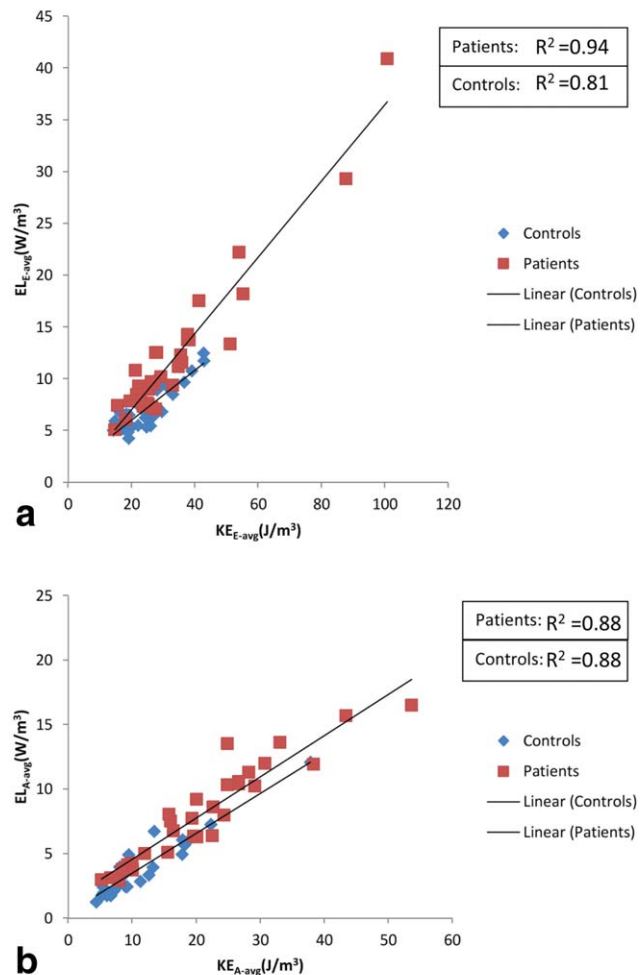 45
40
35
30
25
20
15
10
5
0
EL_E-avg(W/m³)
0 20 40 60 80 100 120
KE_E-avg(J/m³)
Patients: R² =0.94
Controls: R² =0.81
Controls
Patients
Linear (Controls)
Linear (Patients)
a
25
20
15
10
5
0
EL_A-avg(W/m³)
0 10 20 30 40 50 60
KE_A-avg(J/m³)
Patients: R² =0.88
Controls: R² =0.88
Controls
Patients
Linear (Controls)
Linear (Patients)
b